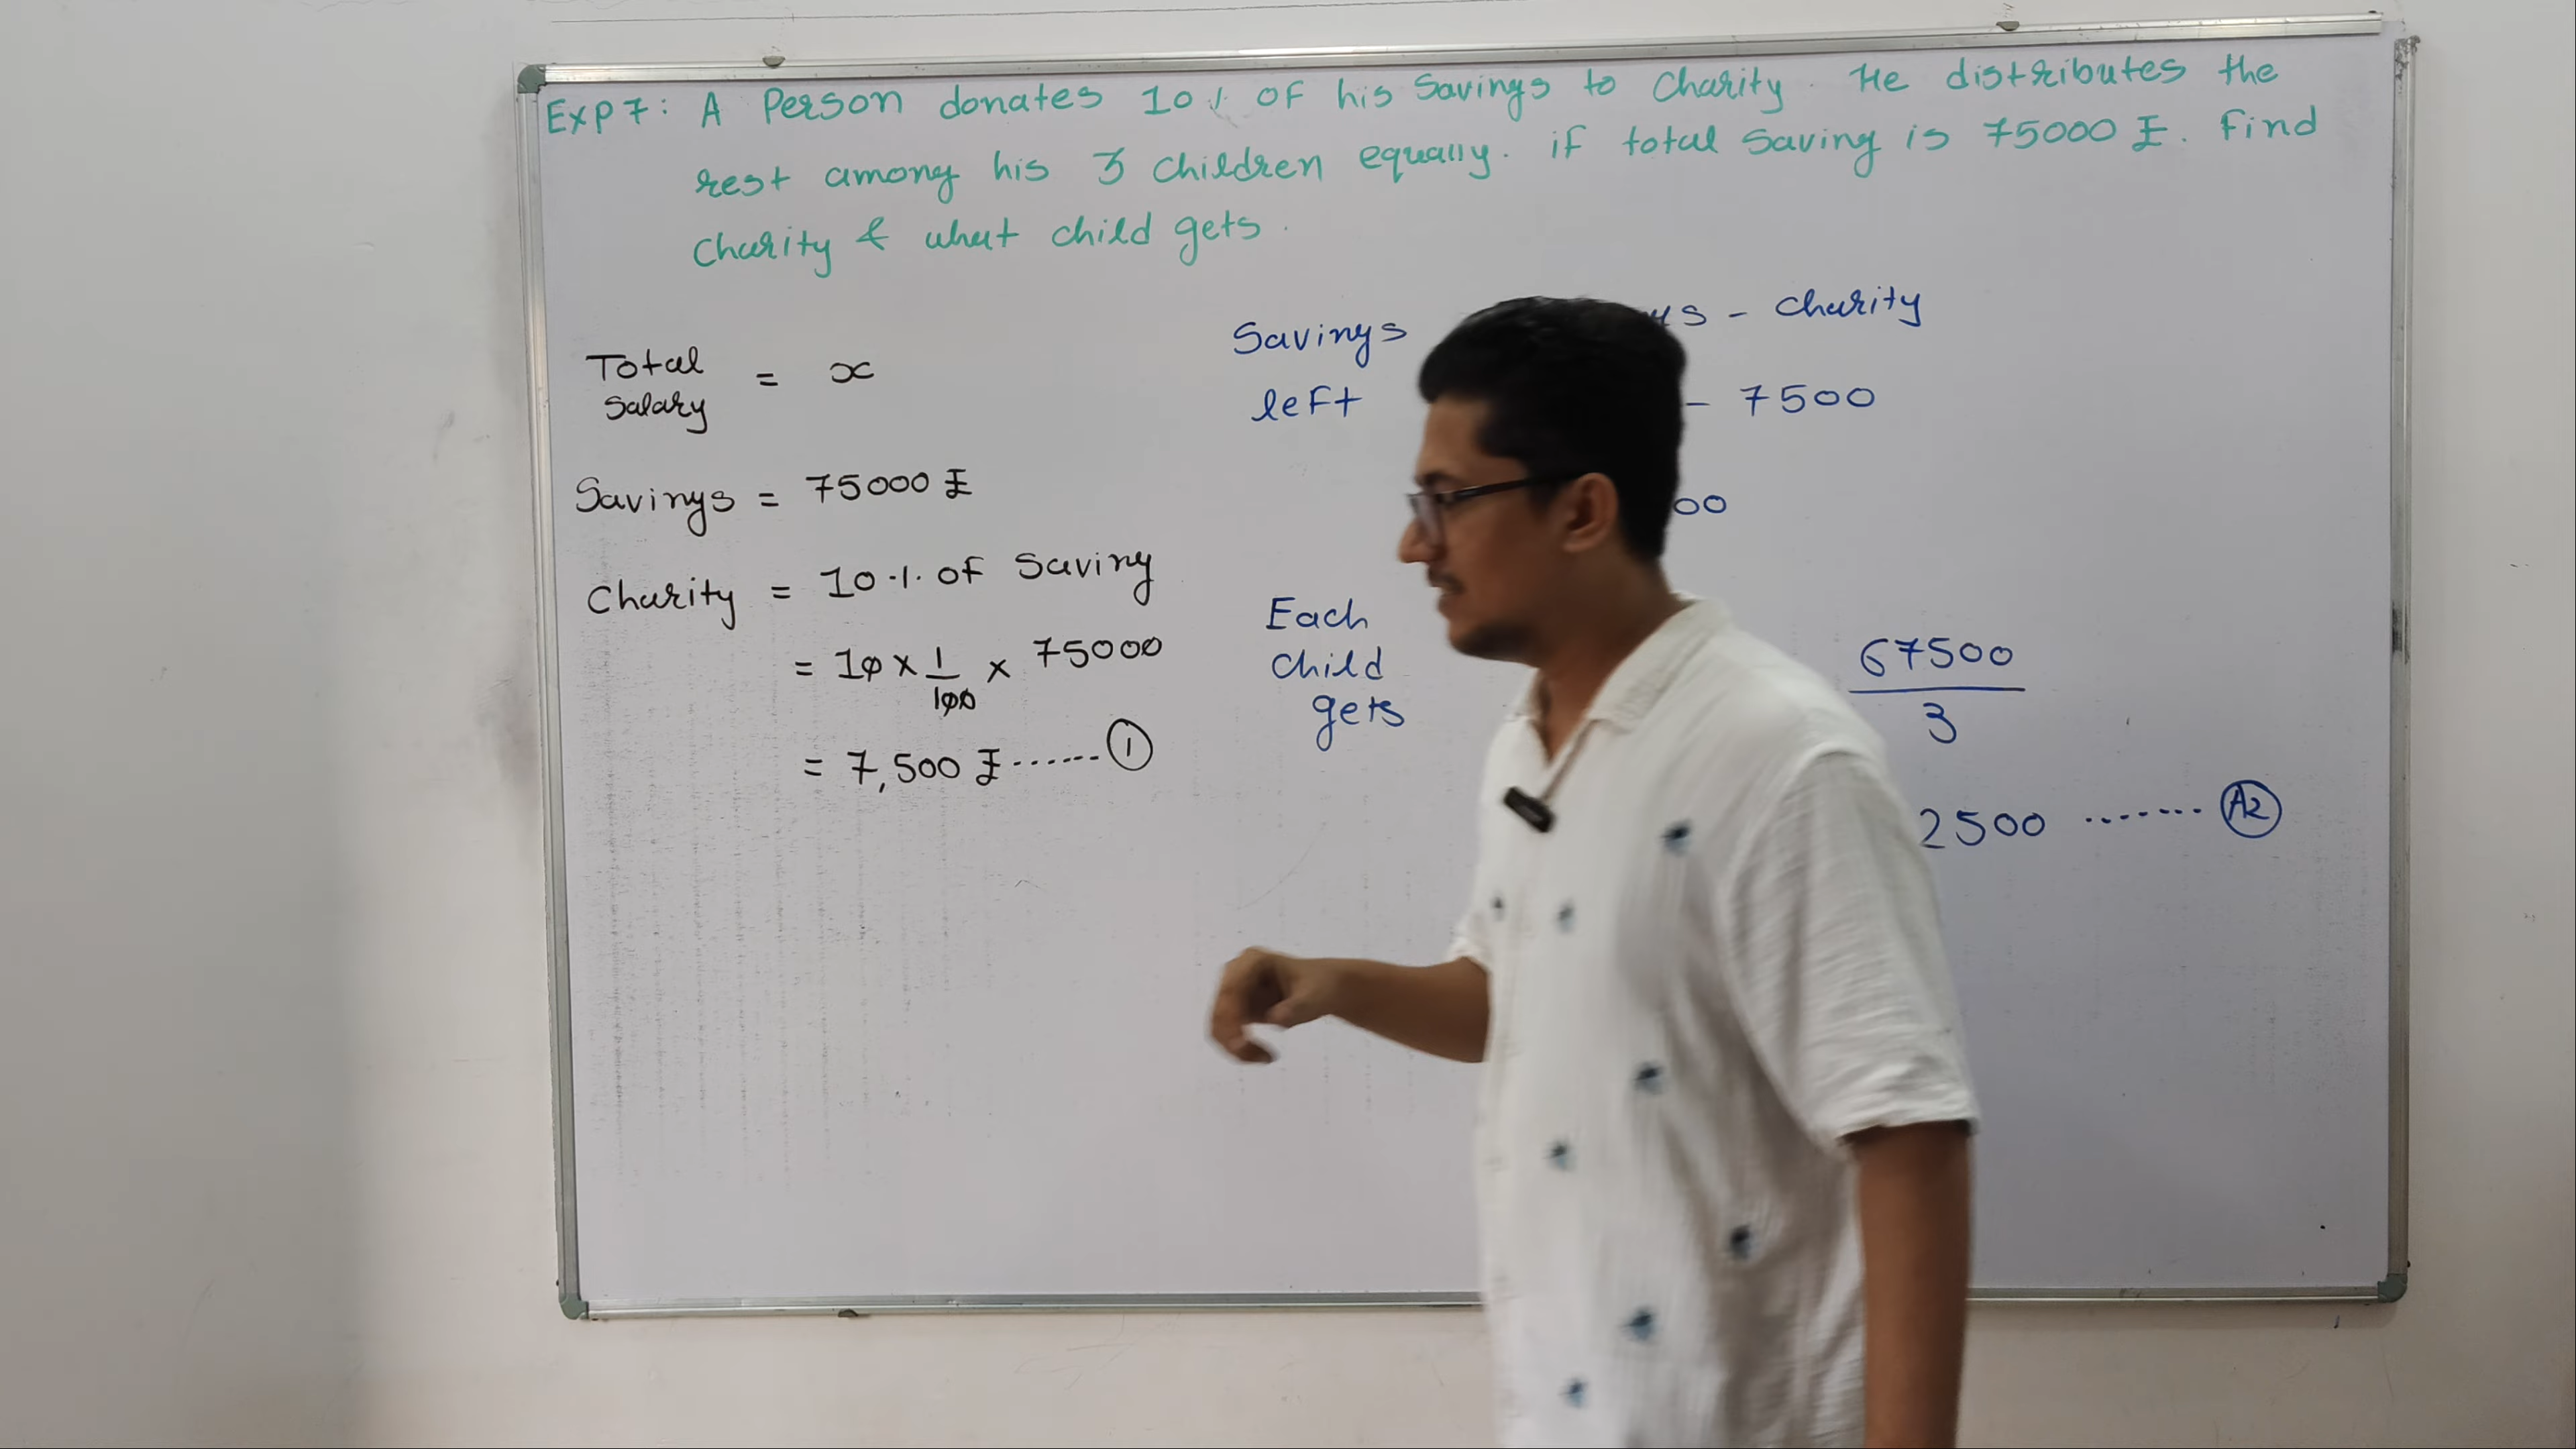 Exp 7: A Person donates 10% of his Savings to Charity. He distributes the
rest among his 3 children equally. if total saving is 75000 ₹. Find
Charity & what child gets.
Total
Salary = x
Savings = 75000 ₹
Charity = 10% of Saving
= 10 x 1/100 x 75000
= 7,500 ₹ ...... ①
Savings - Charity
left - 7500
00
Each
child
gets
67500
3
2500 ....... A2